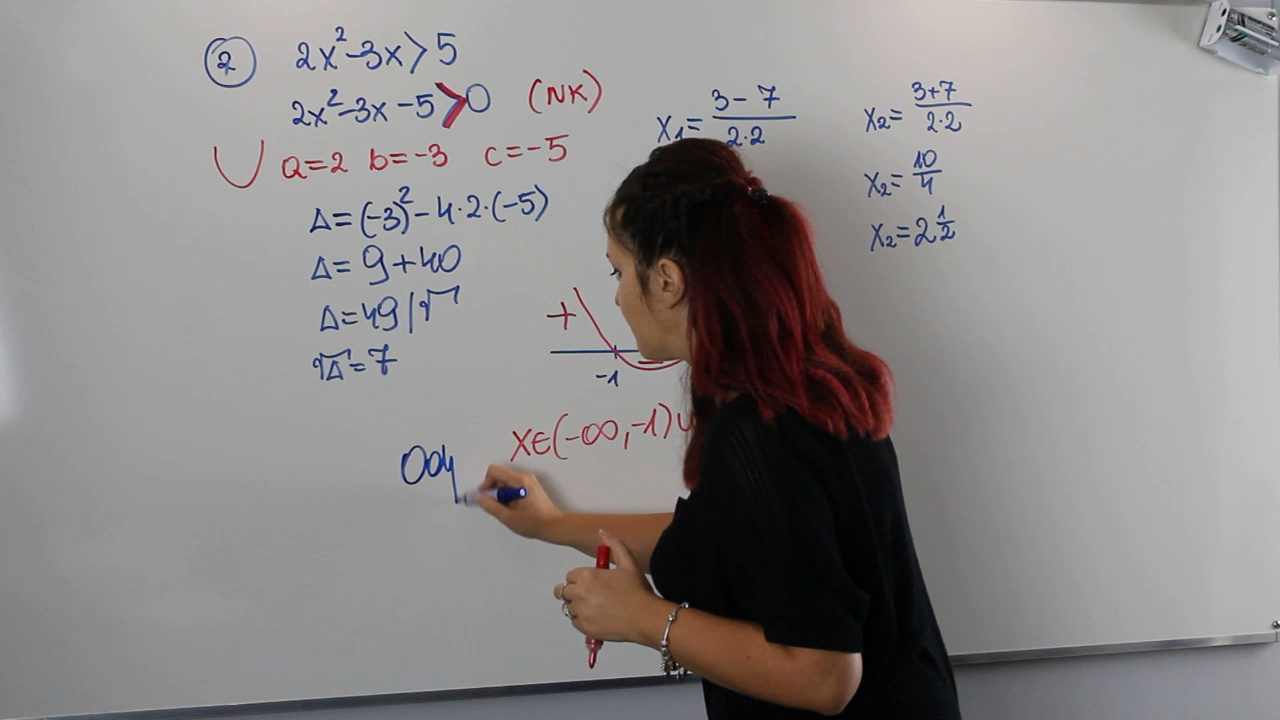 2 2x²-3x>5
2x²-3x-5>0 (NK)
a=2 b=-3 c=-5
Δ=(-3)²-4·2·(-5)
Δ=9+40
Δ=49/√
√Δ=7
x₁=(3-7)/(2·2)
x₂=(3+7)/(2·2)
x₂=10/4
x₂=2 1/2
+ -
-1
x∈(-∞,-1)∪
Odp